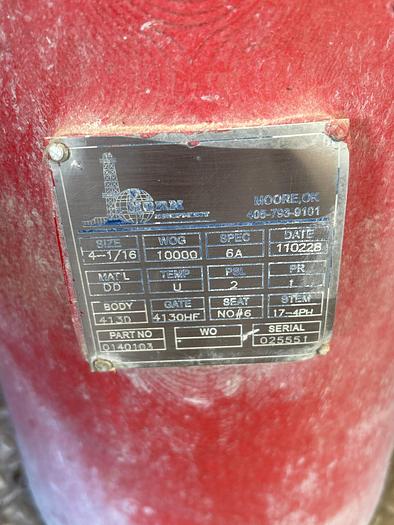 MOORE, OK
405-793-9101
SIZE WOG SPEC DATE
4-1/16 10000 6A 110228
MAT'L TEMP PSL PR
DD U 2 1
BODY GATE SEAT STEM
413D 4130HF NO#6 17-4PH
PART NO WO SERIAL
0140103 025551